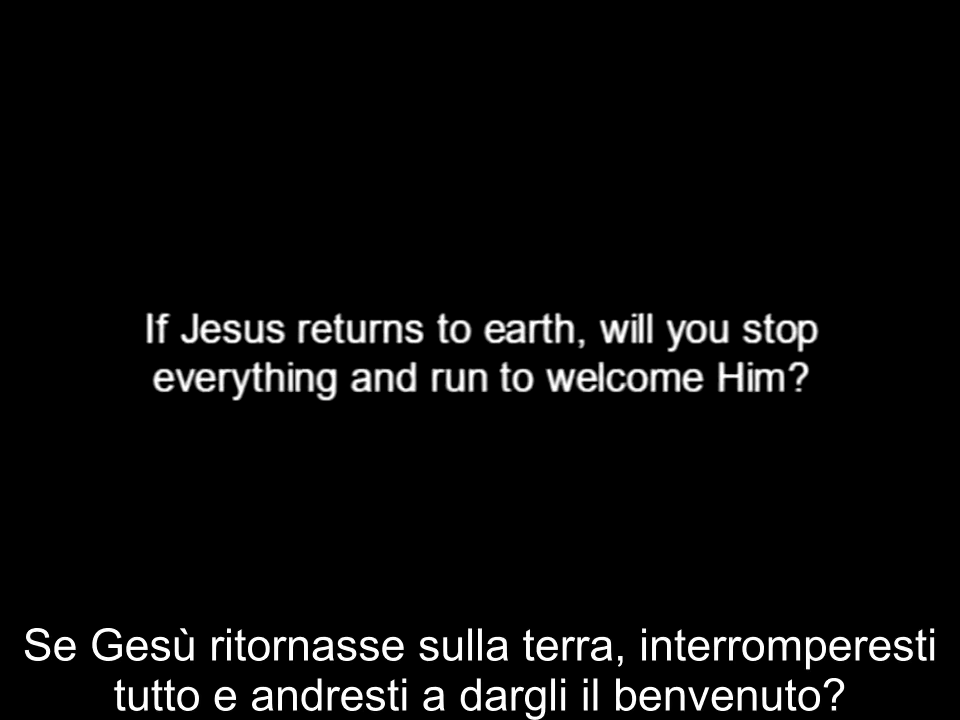 If Jesus returns to earth, will you stop
everything and run to welcome Him?
Se Gesù ritornasse sulla terra, interromperesti
tutto e andresti a dargli il benvenuto?